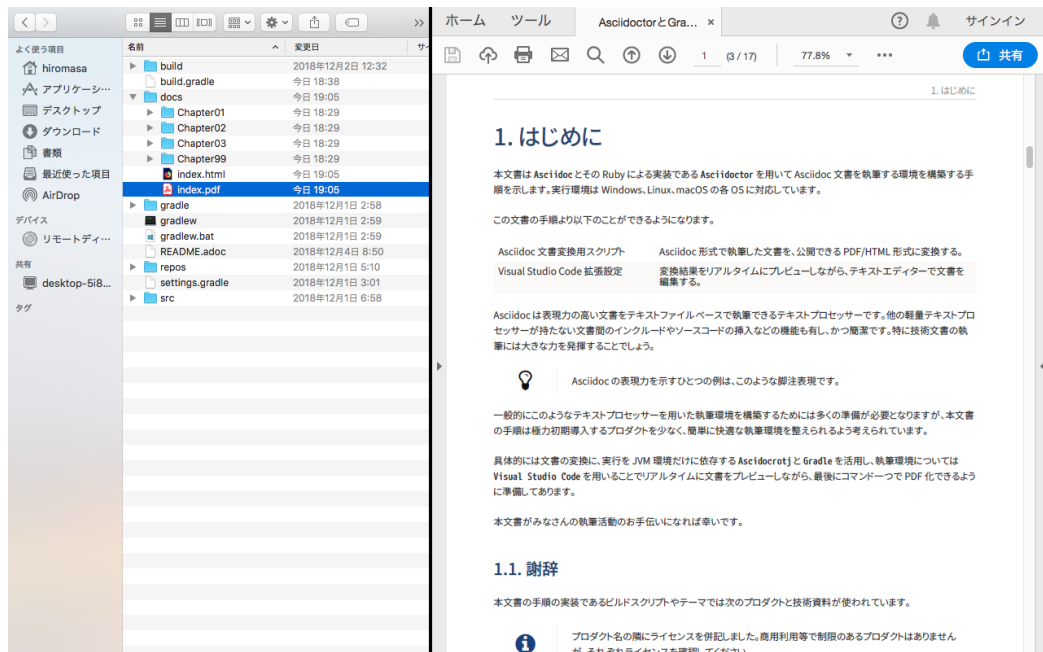 よく使う項目
hiromasa
アプリケーシ…
デスクトップ
ダウンロード
書類
最近使った項目
AirDrop
デバイス
リモートディ…
共有
desktop-5i8...
タグ
名前 変更日 サイ
build 2018年12月2日 12:32
build.gradle 今日 18:38
docs 今日 19:05
Chapter01 今日 18:29
Chapter02 今日 18:29
Chapter03 今日 18:29
Chapter99 今日 18:29
index.html 今日 19:05
index.pdf 今日 19:05
gradle 2018年12月1日 2:58
gradlew 2018年12月1日 2:59
gradlew.bat 2018年12月1日 2:59
README.adoc 2018年12月4日 8:50
repos 2018年12月1日 5:10
settings.gradle 2018年12月1日 3:01
src 2018年12月1日 6:58
ホーム ツール AsciidoctorとGra... × サインイン
1 (3 / 17) 77.8% 共有
1. はじめに
1. はじめに
本文書は Asciidoc とその Ruby による実装である Asciidoctor を用いて Asciidoc 文書を執筆する環境を構築する手
順を示します。実行環境は Windows、Linux、macOS の各 OS に対応しています。
この文書の手順より以下のことができるようになります。
Asciidoc 文書変換用スクリプト Asciidoc 形式で執筆した文書を、公開できる PDF/HTML 形式に変換する。
Visual Studio Code 拡張設定 変換結果をリアルタイムにプレビューしながら、テキストエディターで文書を
編集する。
Asciidoc は表現力の高い文書をテキストファイルベースで執筆できるテキストプロセッサーです。他の軽量テキストプロ
セッサーが持たない文書間のインクルードやソースコードの挿入などの機能も有し、かつ簡潔です。特に技術文書の執
筆には大きな力を発揮することでしょう。
Asciidoc の表現力を示すひとつの例は、このような脚注表現です。
一般的にこのようなテキストプロセッサーを用いた執筆環境を構築するためには多くの準備が必要となりますが、本文書
の手順は極力初期導入するプロダクトを少なく、簡単に快適な執筆環境を整えられるよう考えられています。
具体的には文書の変換に、実行を JVM 環境だけに依存する Asciidocrotj と Gradle を活用し、執筆環境については
Visual Studio Code を用いることでリアルタイムに文書をプレビューしながら、最後にコマンド一つで PDF 化できるよう
に準備してあります。
本文書がみなさんの執筆活動のお手伝いになれば幸いです。
1.1. 謝辞
本文書の手順の実装であるビルドスクリプトやテーマでは次のプロダクトと技術資料が使われています。
プロダクト名の隣にライセンスを併記しました。商用利用等で制限のあるプロダクトはありません
が、それぞれライセンスを確認してください。